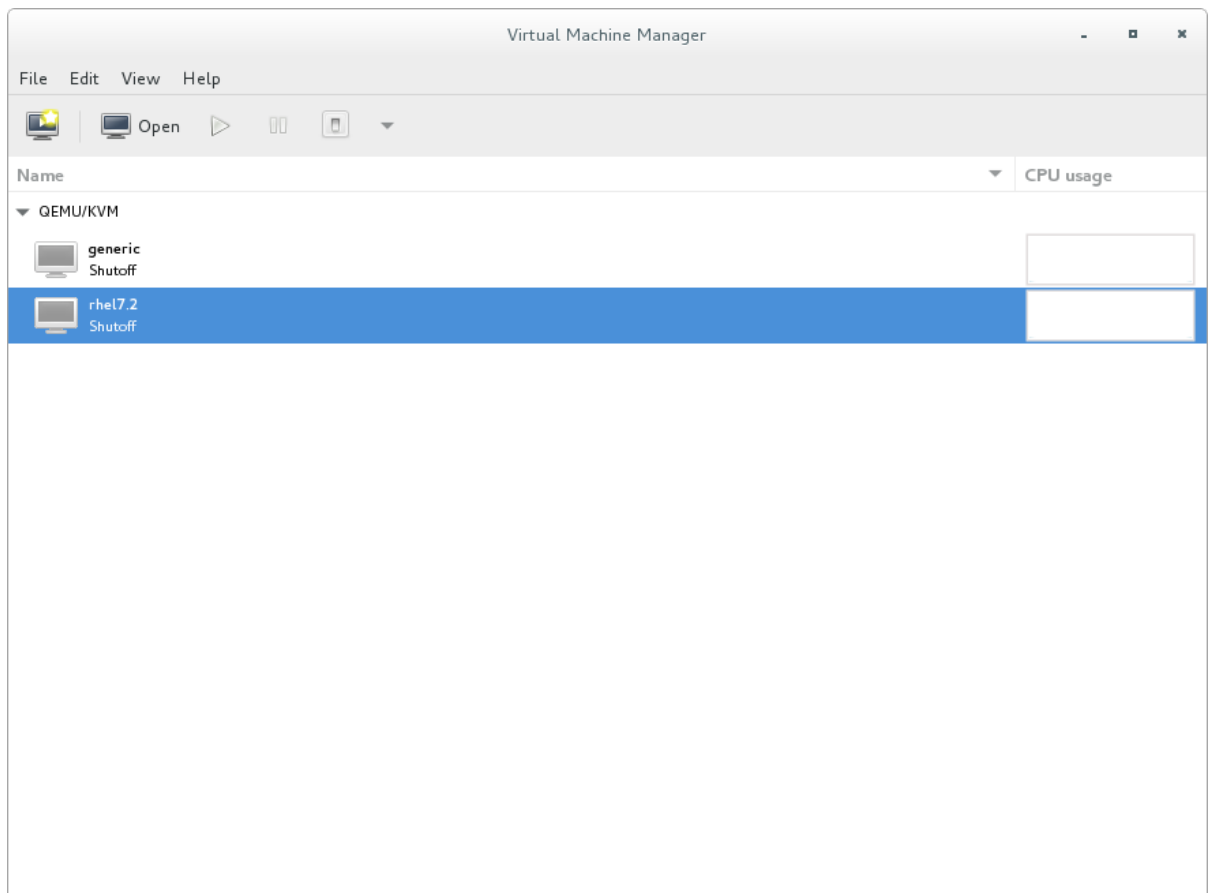 Virtual Machine Manager
File Edit View Help
Open
Name CPU usage
QEMU/KVM
generic
Shutoff
rhel7.2
Shutoff